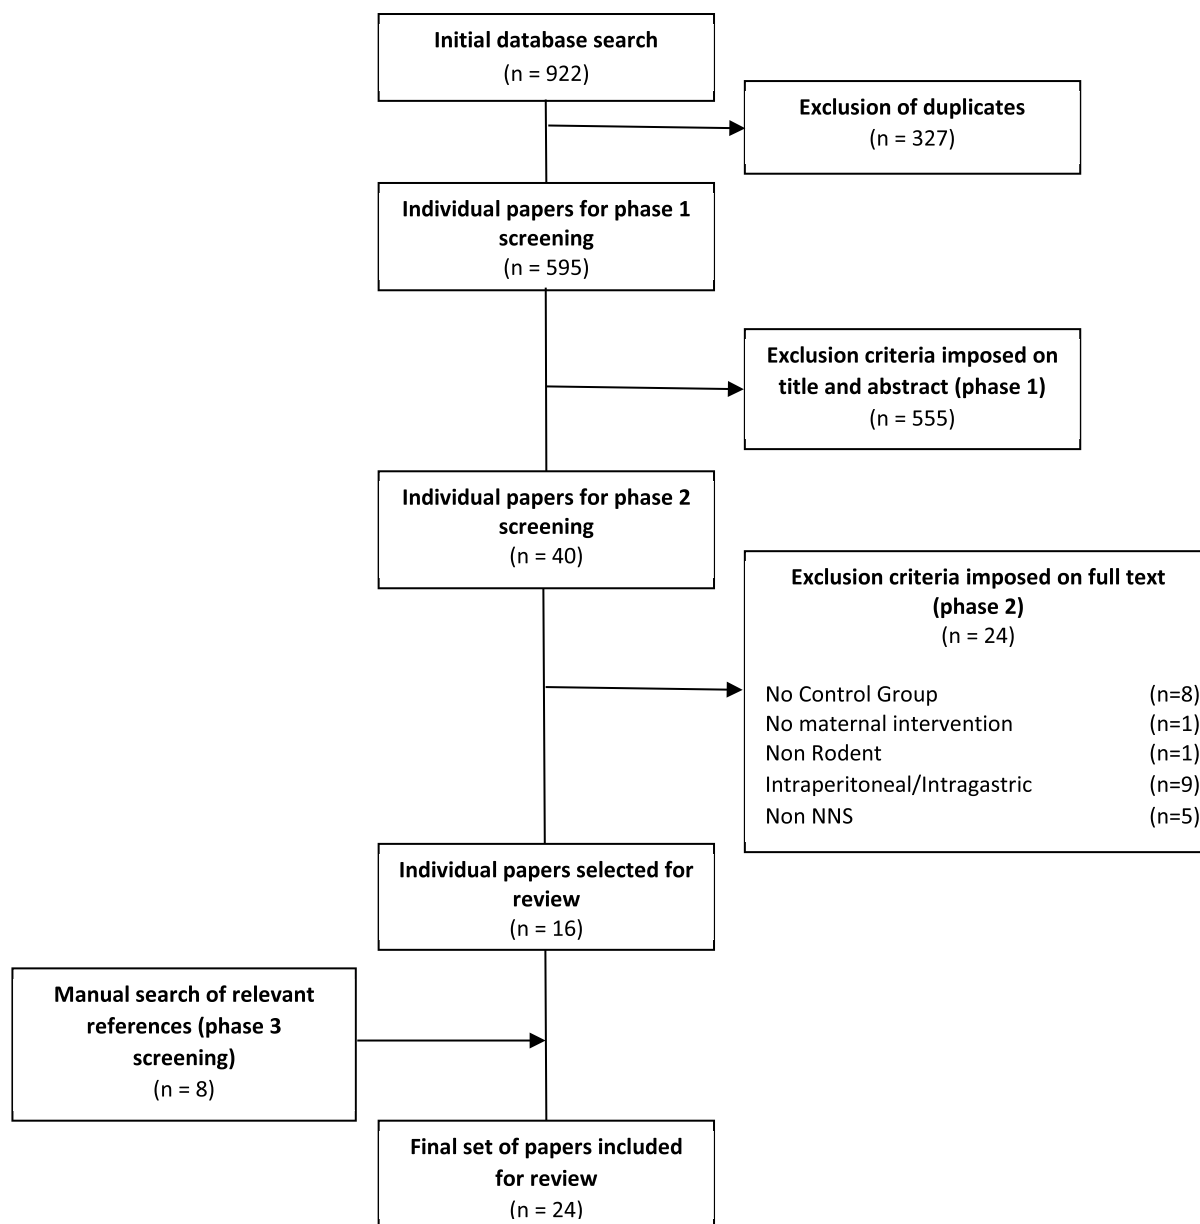 Initial database search
(n = 922)
Exclusion of duplicates
(n = 327)
Individual papers for phase 1
screening
(n = 595)
Exclusion criteria imposed on
title and abstract (phase 1)
(n = 555)
Individual papers for phase 2
screening
(n = 40)
Exclusion criteria imposed on full text
(phase 2)
(n = 24)
No Control Group (n=8)
No maternal intervention (n=1)
Non Rodent (n=1)
Intraperitoneal/Intragastric (n=9)
Non NNS (n=5)
Individual papers selected for
review
(n = 16)
Manual search of relevant
references (phase 3
screening)
(n = 8)
Final set of papers included
for review
(n = 24)